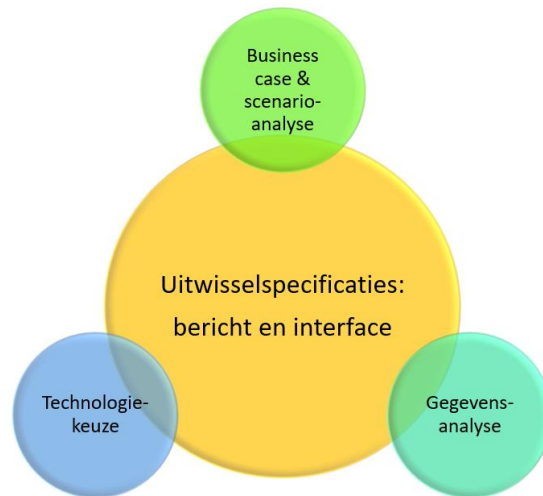 Business
case &
scenario-
analyse
Uitwisselspecificaties:
bericht en interface
Technologie-
keuze
Gegevens-
analyse